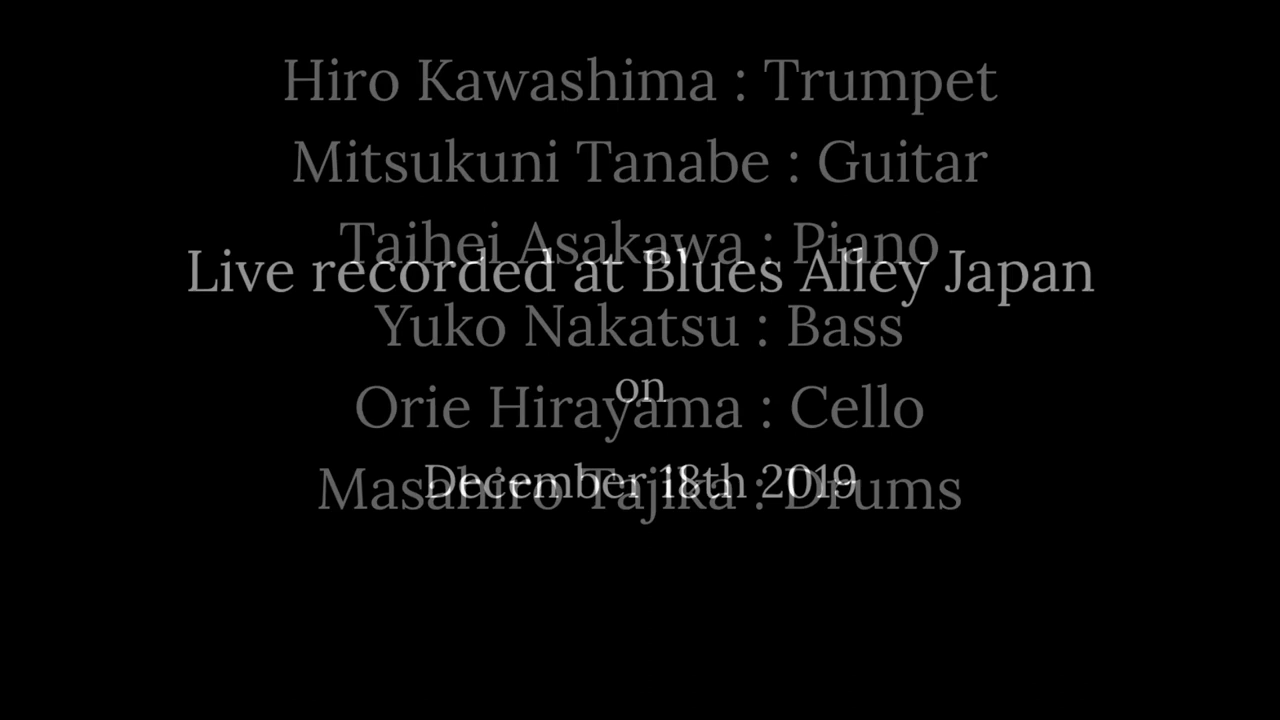 Hiro Kawashima : Trumpet
Mitsukuni Tanabe : Guitar
Taihei Asakawa : Piano
Live recorded at Blues Alley Japan
Yuko Nakatsu : Bass
on
Orie Hirayama : Cello
December 18th 2019
Masahiro Tajika : Drums